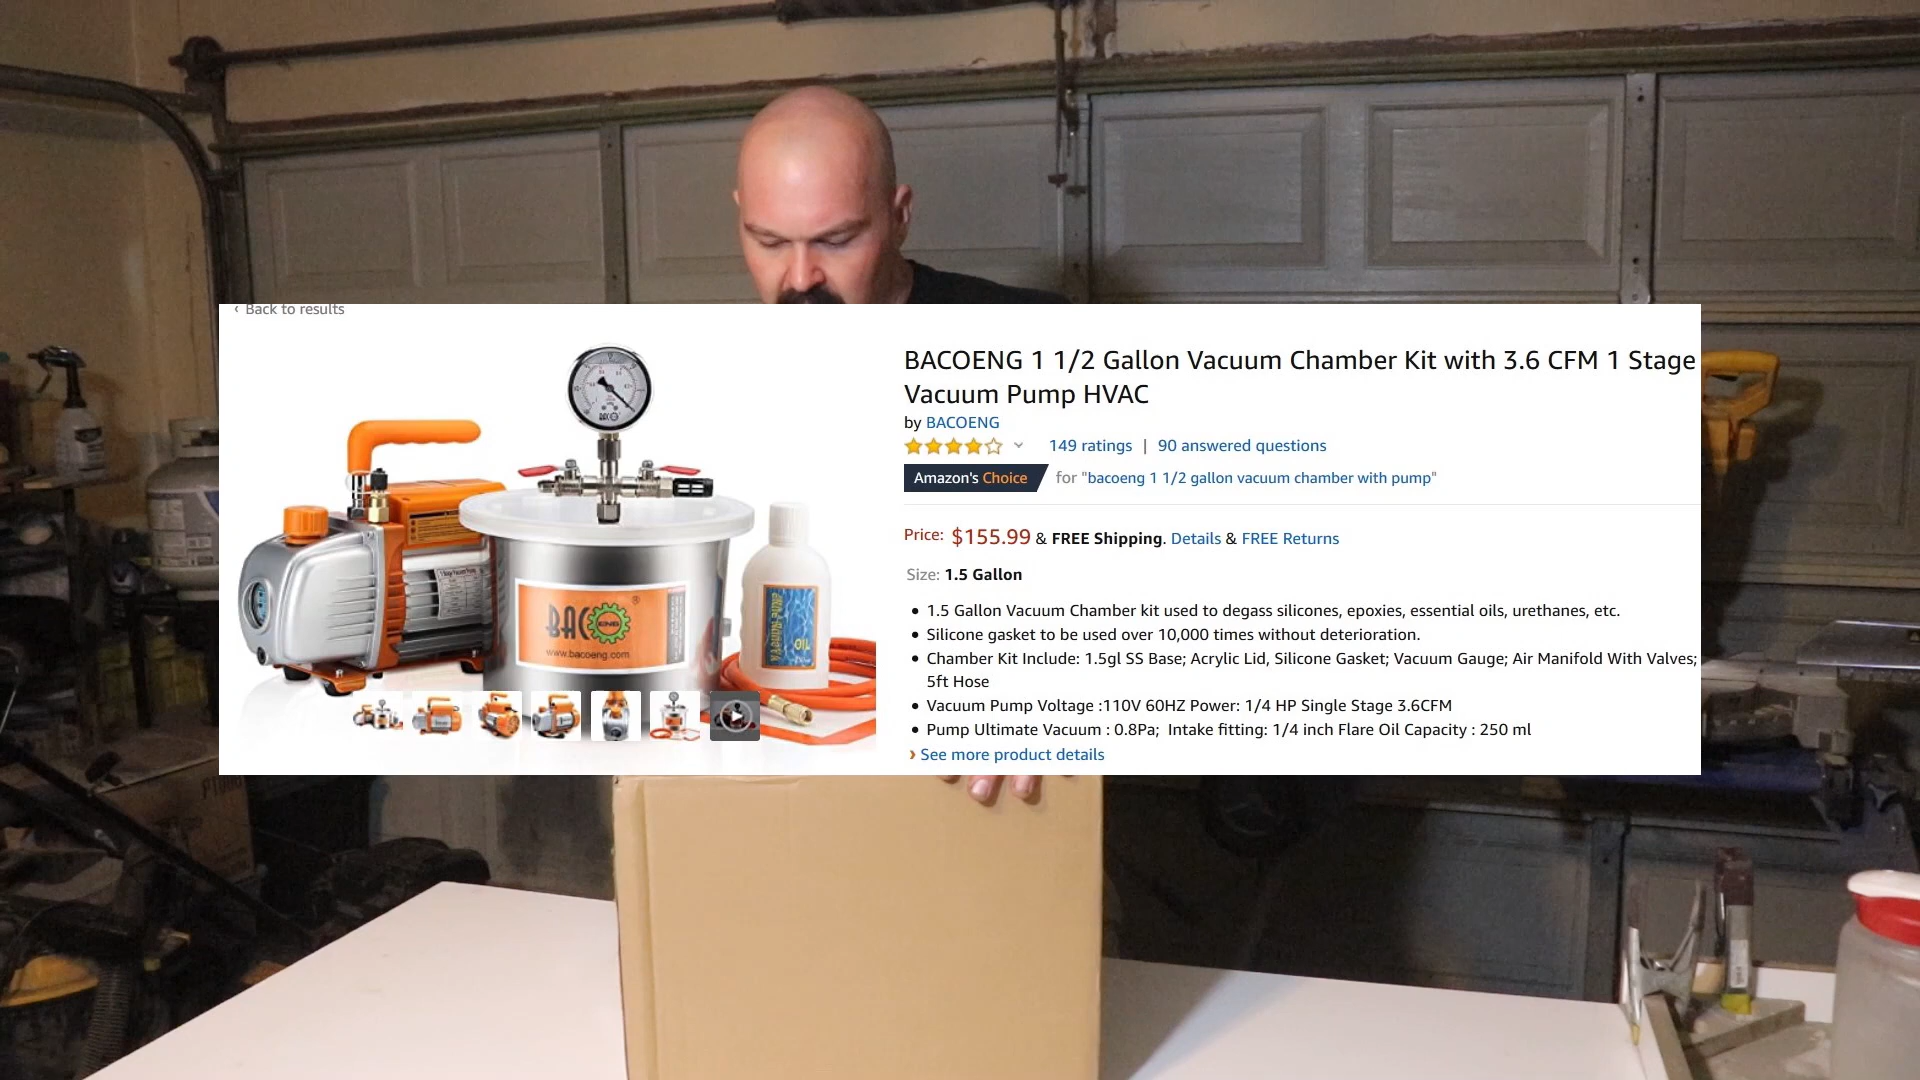 ‹ Back to results
BACOENG 1 1/2 Gallon Vacuum Chamber Kit with 3.6 CFM 1 Stage
Vacuum Pump HVAC
by BACOENG
149 ratings | 90 answered questions
Amazon's Choice for "bacoeng 1 1/2 gallon vacuum chamber with pump"
Price: $155.99 & FREE Shipping. Details & FREE Returns
Size: 1.5 Gallon
• 1.5 Gallon Vacuum Chamber kit used to degass silicones, epoxies, essential oils, urethanes, etc.
• Silicone gasket to be used over 10,000 times without deterioration.
• Chamber Kit Include: 1.5gl SS Base; Acrylic Lid, Silicone Gasket; Vacuum Gauge; Air Manifold With Valves;
5ft Hose
• Vacuum Pump Voltage :110V 60HZ Power: 1/4 HP Single Stage 3.6CFM
• Pump Ultimate Vacuum : 0.8Pa; Intake fitting: 1/4 inch Flare Oil Capacity : 250 ml
› See more product details
BAC ENG ®
www.bacoeng.com
OIL